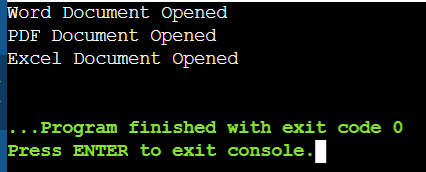 Word Document Opened
PDF Document Opened
Excel Document Opened
...Program finished with exit code 0
Press ENTER to exit console.